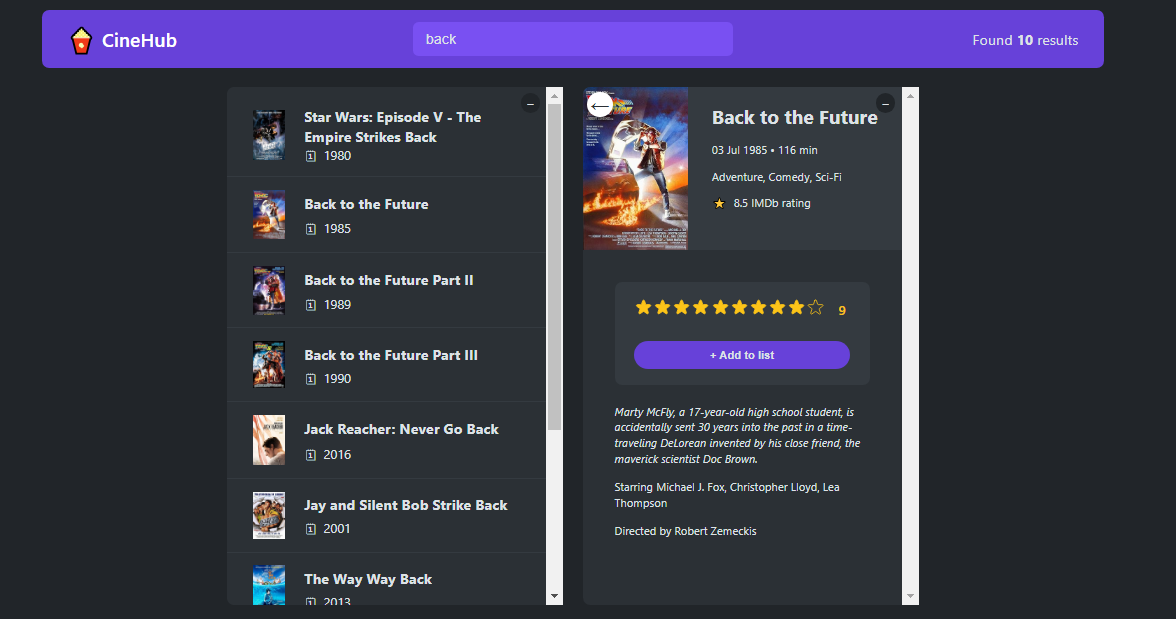 CineHub
back
Found 10 results
–
Star Wars: Episode V - The
Empire Strikes Back
1980
Back to the Future
1985
Back to the Future Part II
1989
Back to the Future Part III
1990
Jack Reacher: Never Go Back
2016
Jay and Silent Bob Strike Back
2001
The Way Way Back
2013
←
–
Back to the Future
03 Jul 1985 • 116 min
Adventure, Comedy, Sci-Fi
8.5 IMDb rating
9
+ Add to list
Marty McFly, a 17-year-old high school student, is
accidentally sent 30 years into the past in a time-
traveling DeLorean invented by his close friend, the
maverick scientist Doc Brown.
Starring Michael J. Fox, Christopher Lloyd, Lea
Thompson
Directed by Robert Zemeckis